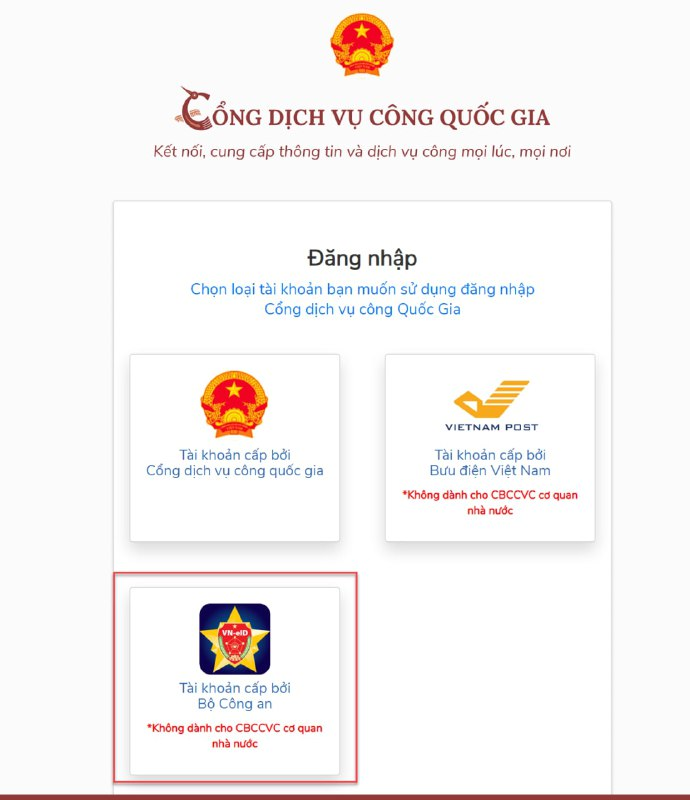 CỔNG DỊCH VỤ CÔNG QUỐC GIA
Kết nối, cung cấp thông tin và dịch vụ công mọi lúc, mọi nơi
Đăng nhập
Chọn loại tài khoản bạn muốn sử dụng đăng nhập
Cổng dịch vụ công Quốc Gia
Tài khoản cấp bởi
Cổng dịch vụ công quốc gia
VIETNAM POST
Tài khoản cấp bởi
Bưu điện Việt Nam
*Không dành cho CBCCVC cơ quan
nhà nước
VN-eID
Tài khoản cấp bởi
Bộ Công an
*Không dành cho CBCCVC cơ quan
nhà nước